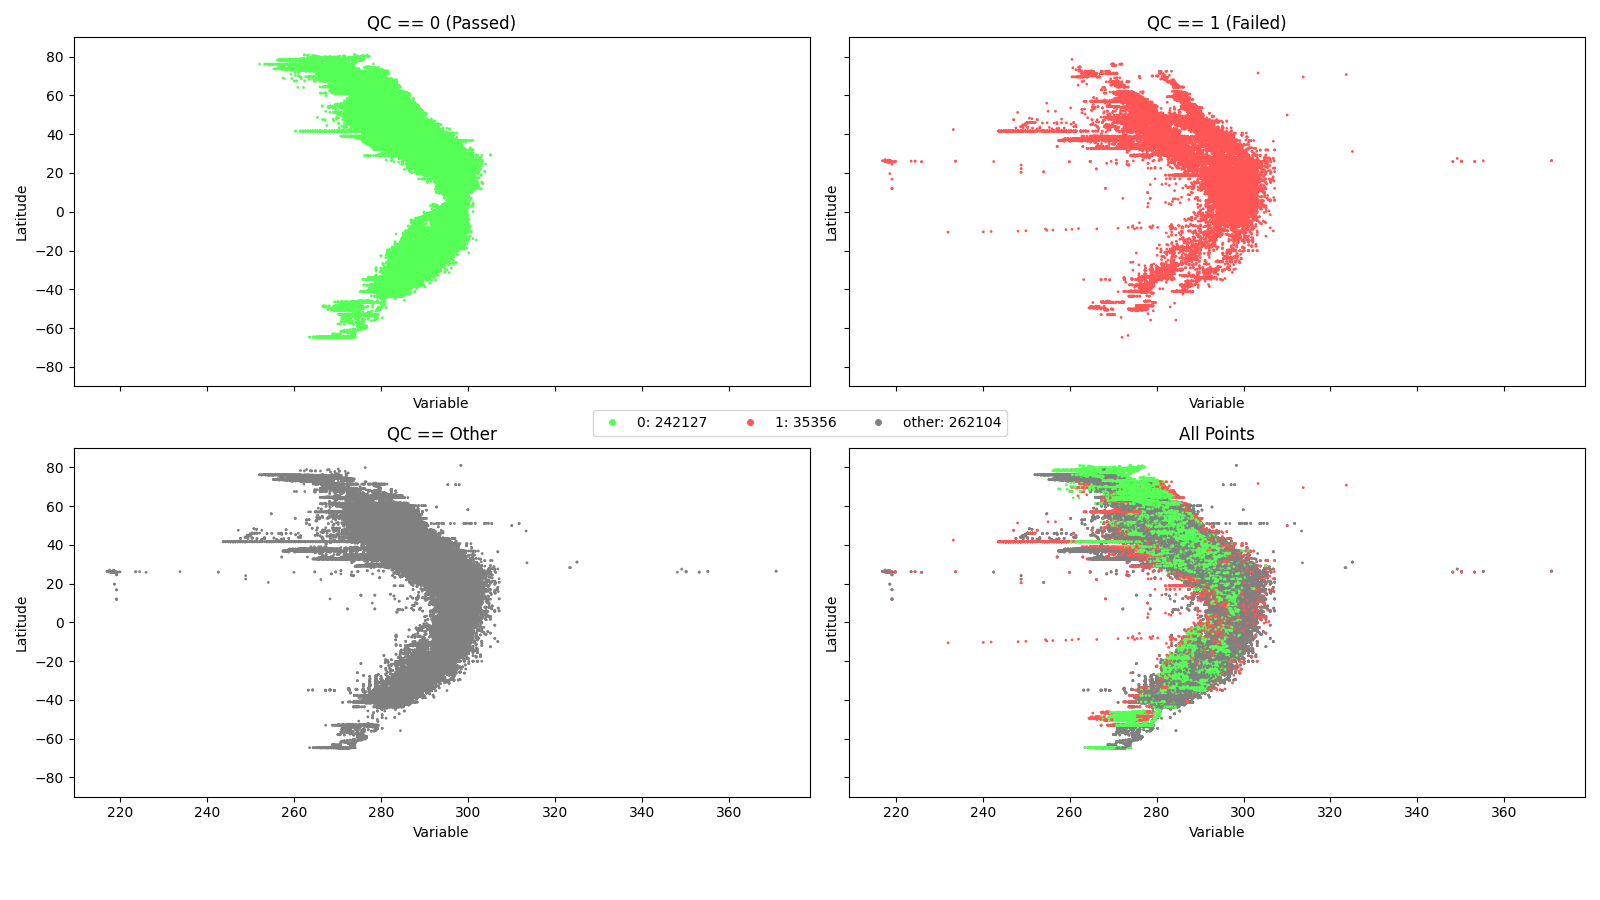 QC == 0 (Passed)
QC == 1 (Failed)
80
60
40
20
0
−20
−40
−60
−80
Latitude
Latitude
Variable
Variable
0: 242127
1: 35356
other: 262104
QC == Other
All Points
80
60
40
20
0
−20
−40
−60
−80
Latitude
Latitude
220 240 260 280 300 320 340 360
220 240 260 280 300 320 340 360
Variable
Variable